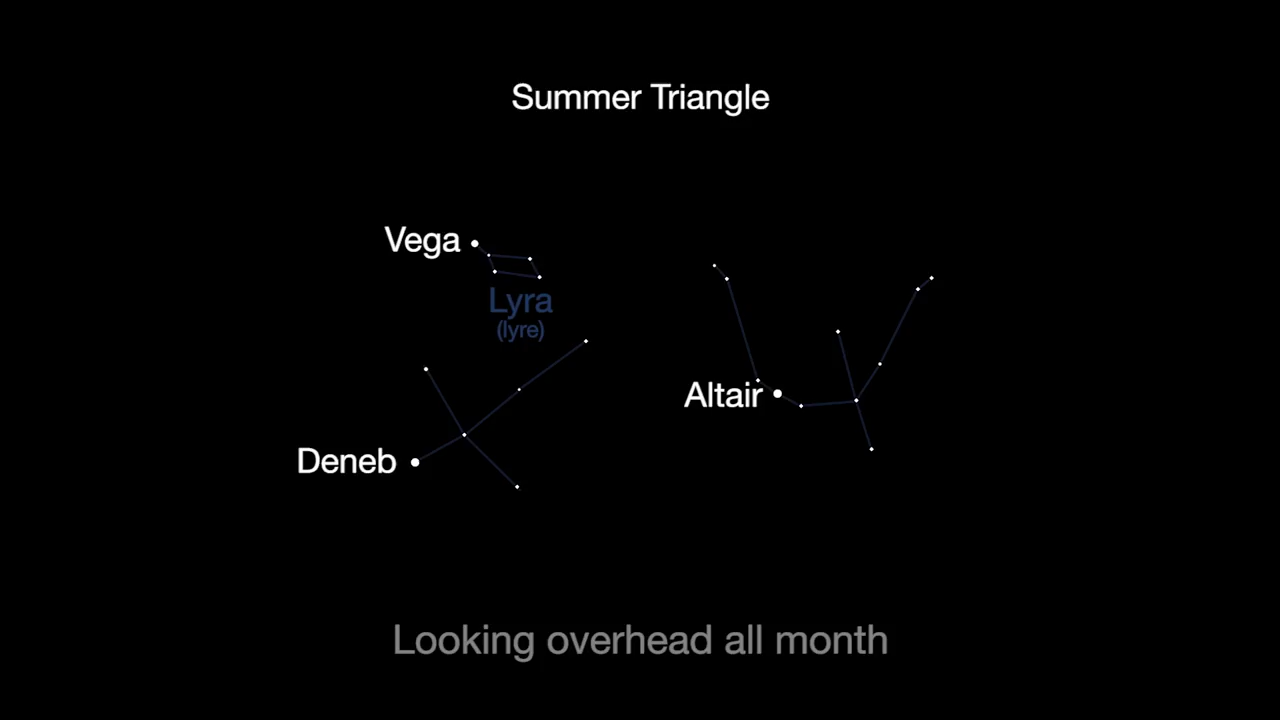 Summer Triangle
Vega
Lyra
(lyre)
Altair
Deneb
Looking overhead all month